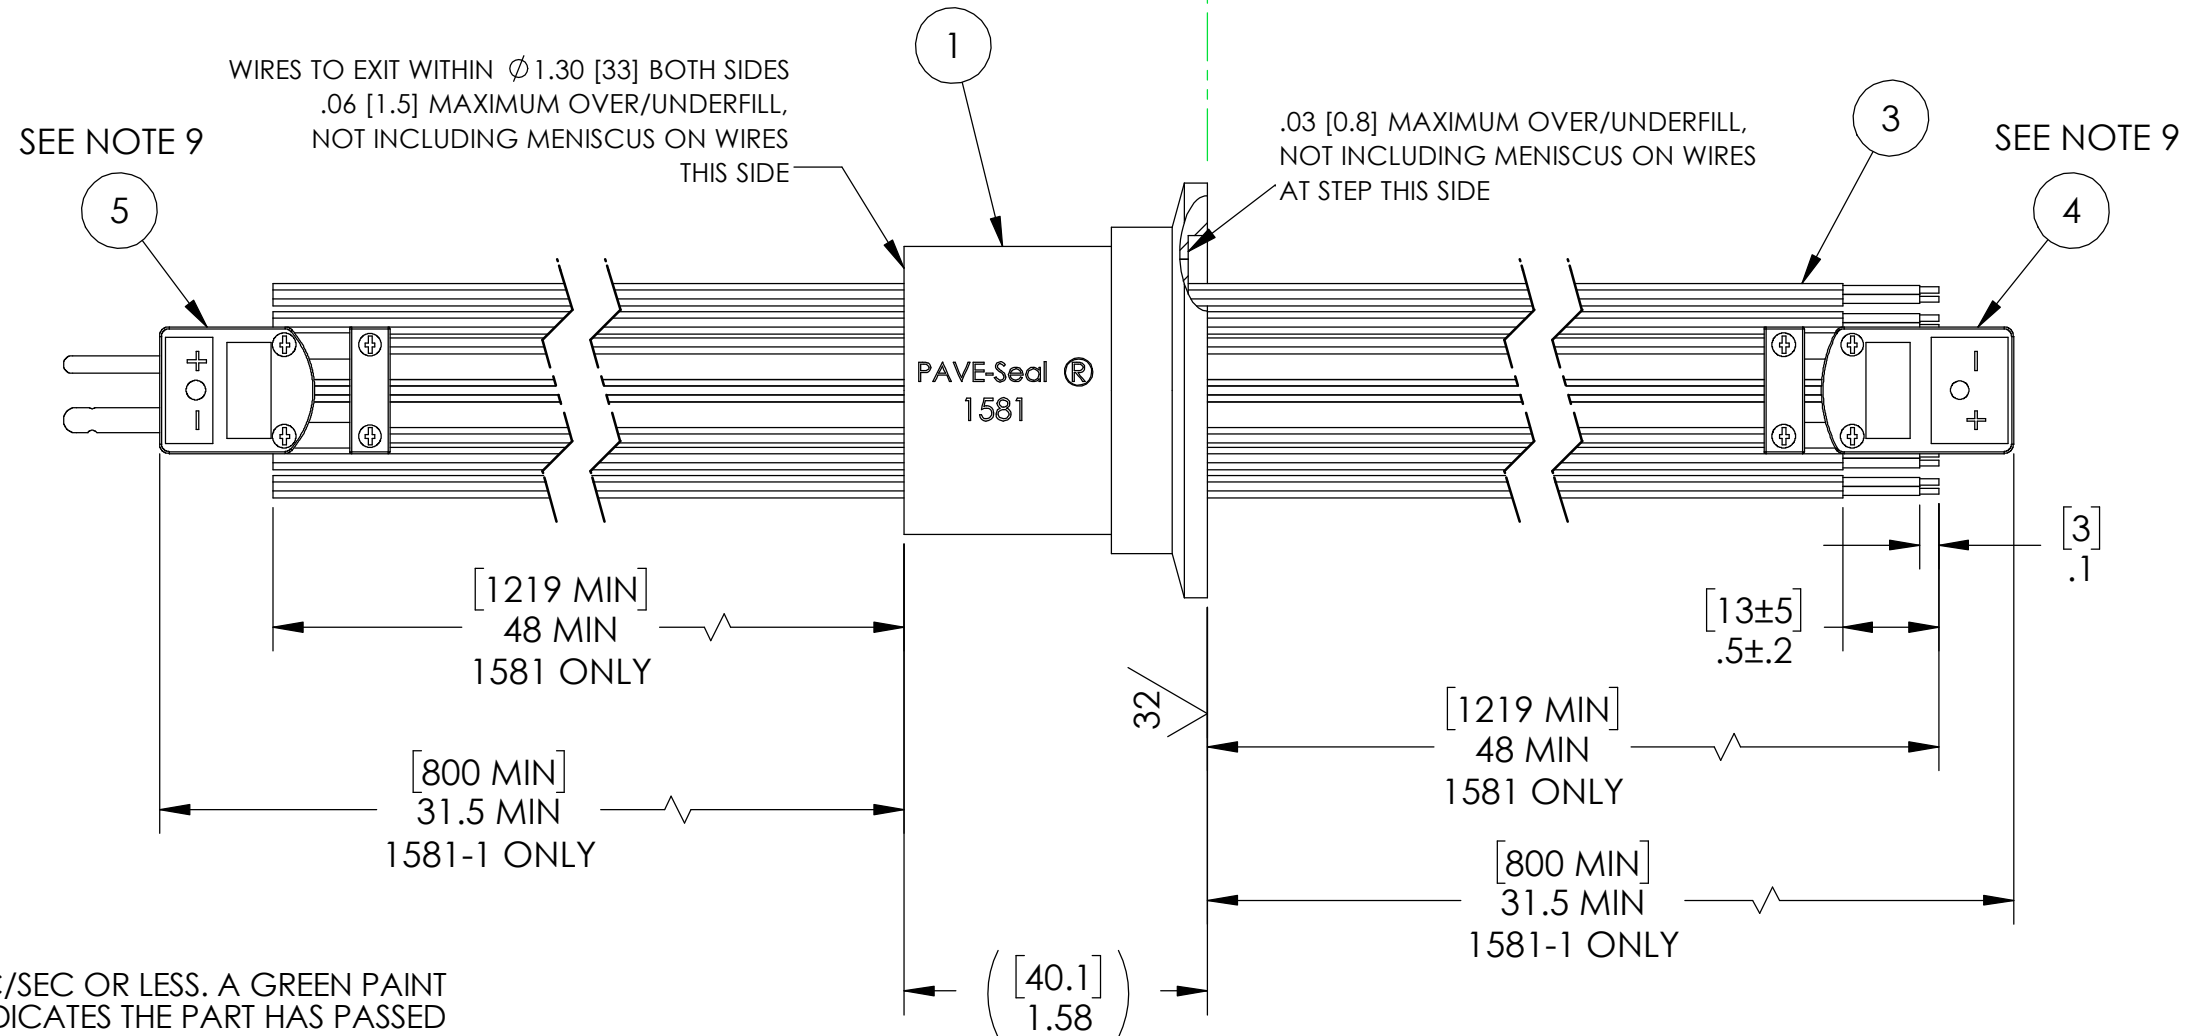 1
WIRES TO EXIT WITHIN ⌀1.30 [33] BOTH SIDES
.06 [1.5] MAXIMUM OVER/UNDERFILL,
NOT INCLUDING MENISCUS ON WIRES
THIS SIDE
SEE NOTE 9
5
.03 [0.8] MAXIMUM OVER/UNDERFILL,
NOT INCLUDING MENISCUS ON WIRES
AT STEP THIS SIDE
3
SEE NOTE 9
4
+
-
PAVE-Seal ®
1581
-
+
[3]
.1
[13±5]
.5±.2
[1219 MIN]
48 MIN
1581 ONLY
32
[1219 MIN]
48 MIN
1581 ONLY
[800 MIN]
31.5 MIN
1581-1 ONLY
[800 MIN]
31.5 MIN
1581-1 ONLY
([40.1]
1.58)
/SEC OR LESS. A GREEN PAINT
DICATES THE PART HAS PASSED